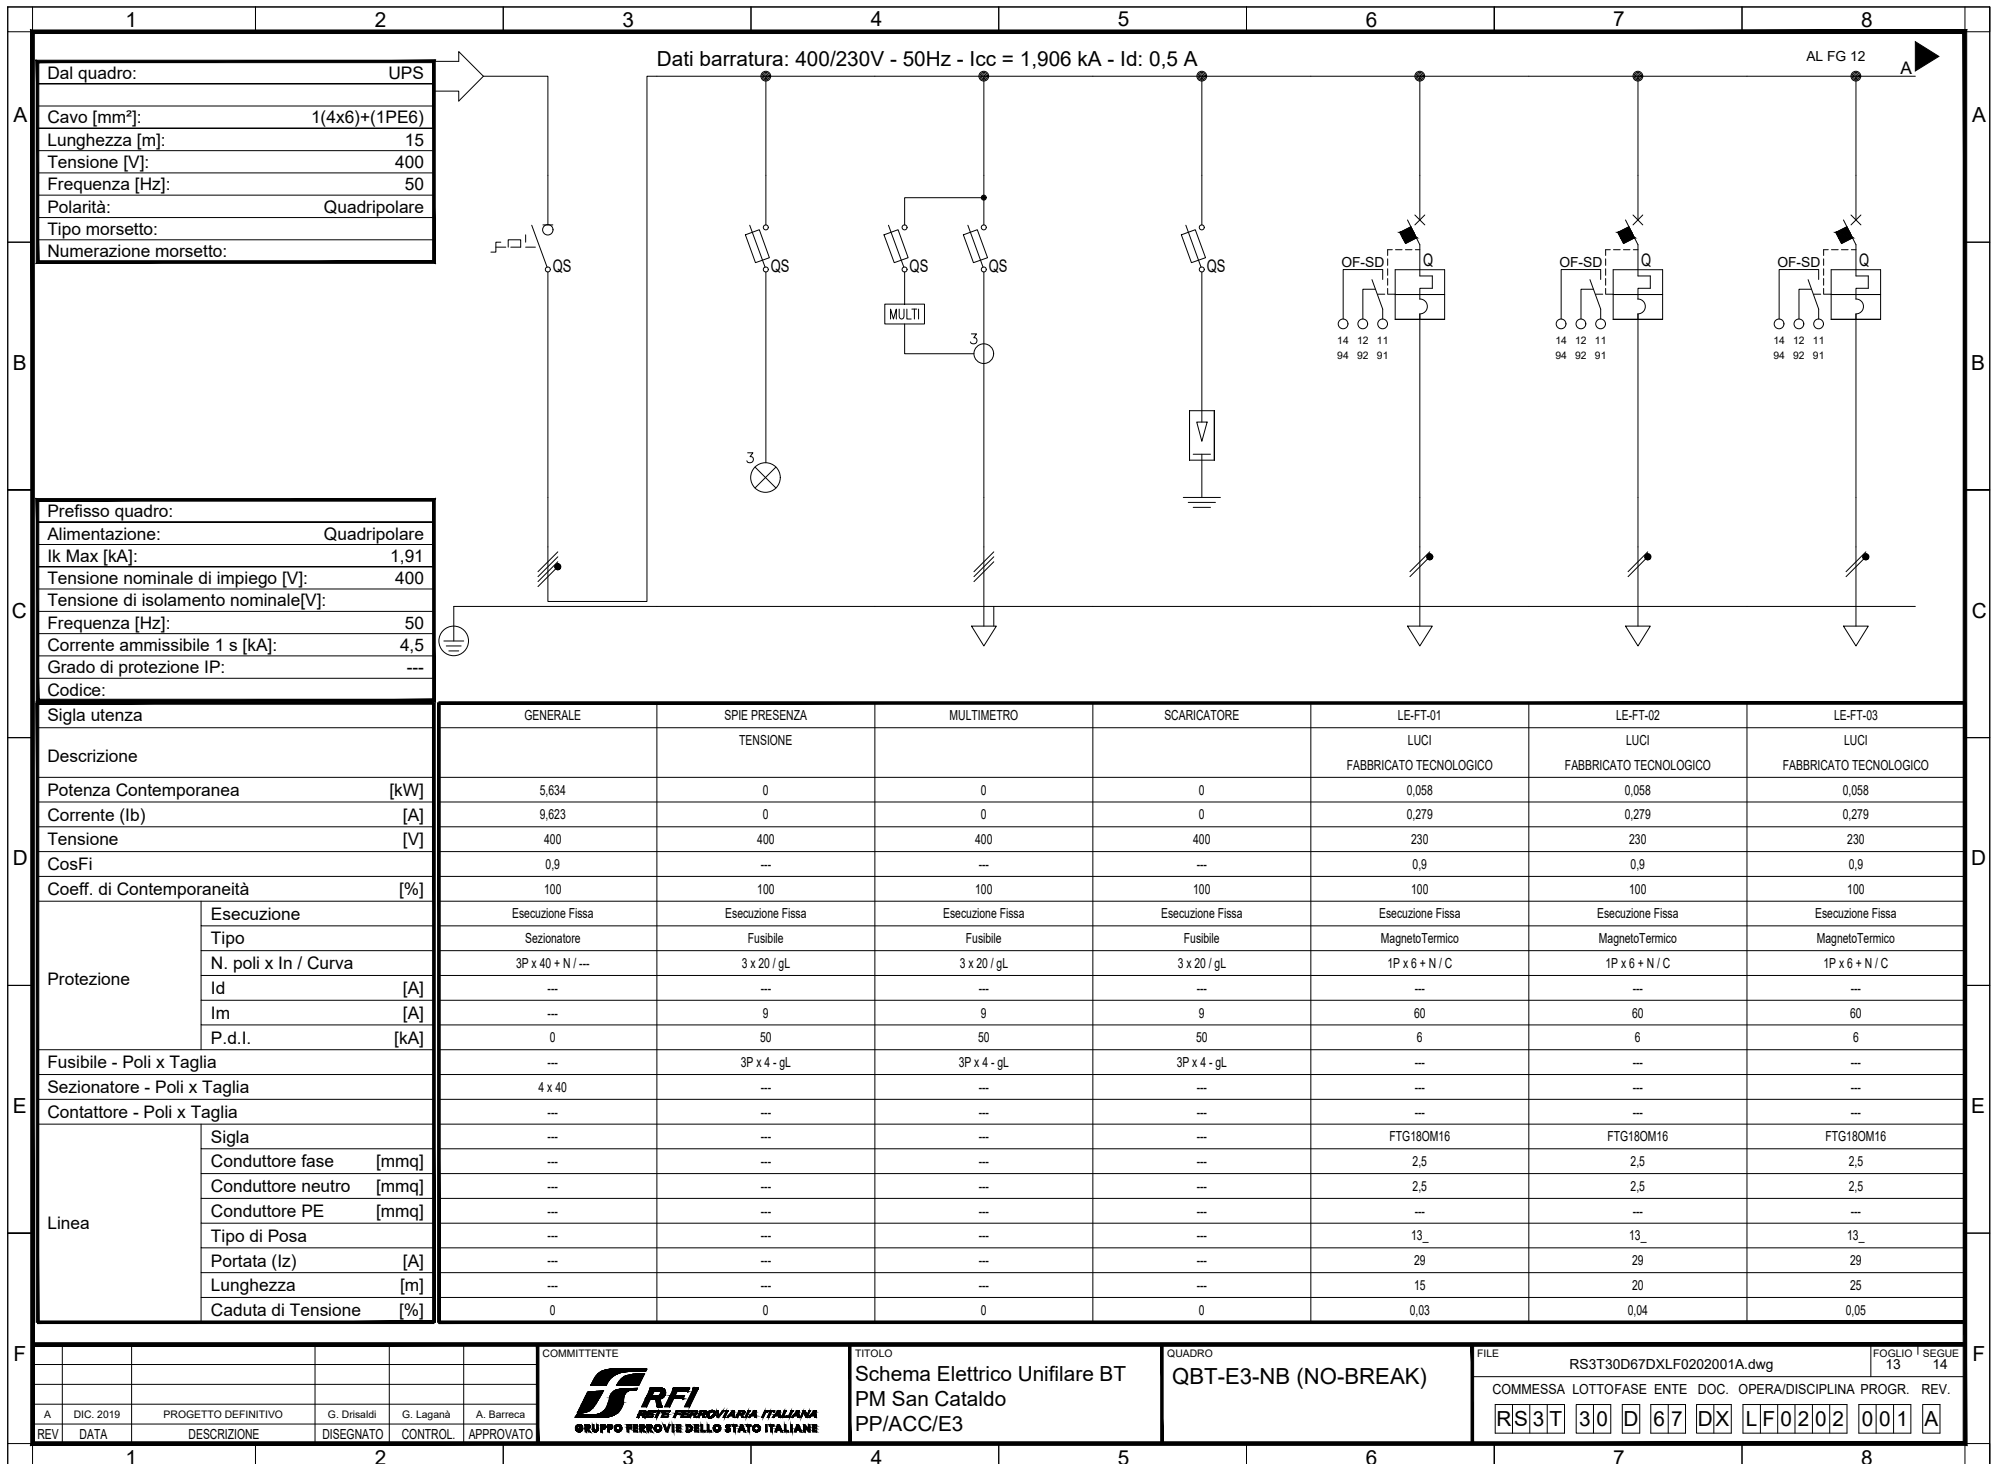 1 2 3 4 5 6 7 8
Dati barratura: 400/230V - 50Hz - Icc = 1,906 kA - Id: 0,5 A
AL FG 12 A
Dal quadro: UPS
Cavo [mm²]: 1(4x6)+(1PE6)
Lunghezza [m]: 15
Tensione [V]: 400
Frequenza [Hz]: 50
Polarità: Quadripolare
Tipo morsetto:
Numerazione morsetto:
A A
QS QS QS QS QS
MULTI
3
3
OF-SD Q OF-SD Q OF-SD Q
14 12 11 14 12 11 14 12 11
94 92 91 94 92 91 94 92 91
B B
Prefisso quadro:
Alimentazione: Quadripolare
Ik Max [kA]: 1,91
Tensione nominale di impiego [V]: 400
Tensione di isolamento nominale[V]:
Frequenza [Hz]: 50
Corrente ammissibile 1 s [kA]: 4,5
Grado di protezione IP: ---
Codice:
C C
Sigla utenza GENERALE SPIE PRESENZA MULTIMETRO SCARICATORE LE-FT-01 LE-FT-02 LE-FT-03
Descrizione TENSIONE LUCI LUCI LUCI
FABBRICATO TECNOLOGICO FABBRICATO TECNOLOGICO FABBRICATO TECNOLOGICO
Potenza Contemporanea [kW] 5,634 0 0 0 0,058 0,058 0,058
Corrente (Ib) [A] 9,623 0 0 0 0,279 0,279 0,279
Tensione [V] 400 400 400 400 230 230 230
D D
CosFi 0,9 --- --- --- 0,9 0,9 0,9
Coeff. di Contemporaneità [%] 100 100 100 100 100 100 100
Protezione
Esecuzione Esecuzione Fissa Esecuzione Fissa Esecuzione Fissa Esecuzione Fissa Esecuzione Fissa Esecuzione Fissa Esecuzione Fissa
Tipo Sezionatore Fusibile Fusibile Fusibile MagnetoTermico MagnetoTermico MagnetoTermico
N. poli x In / Curva 3P x 40 + N / --- 3 x 20 / gL 3 x 20 / gL 3 x 20 / gL 1P x 6 + N / C 1P x 6 + N / C 1P x 6 + N / C
Id [A] --- --- --- --- --- --- ---
Im [A] --- 9 9 9 60 60 60
P.d.I. [kA] 0 50 50 50 6 6 6
Fusibile - Poli x Taglia --- 3P x 4 - gL 3P x 4 - gL 3P x 4 - gL --- --- ---
Sezionatore - Poli x Taglia 4 x 40 --- --- --- --- --- ---
E E
Contattore - Poli x Taglia --- --- --- --- --- --- ---
Linea
Sigla --- --- --- --- FTG18OM16 FTG18OM16 FTG18OM16
Conduttore fase [mmq] --- --- --- --- 2,5 2,5 2,5
Conduttore neutro [mmq] --- --- --- --- 2,5 2,5 2,5
Conduttore PE [mmq] --- --- --- --- --- --- ---
Tipo di Posa --- --- --- --- 13_ 13_ 13_
Portata (Iz) [A] --- --- --- --- 29 29 29
Lunghezza [m] --- --- --- --- 15 20 25
Caduta di Tensione [%] 0 0 0 0 0,03 0,04 0,05
F F
A DIC. 2019 PROGETTO DEFINITIVO G. Drisaldi G. Laganà A. Barreca
REV DATA DESCRIZIONE DISEGNATO CONTROL. APPROVATO
COMMITTENTE
RFI
RETE FERROVIARIA ITALIANA
GRUPPO FERROVIE DELLO STATO ITALIANE
TITOLO
Schema Elettrico Unifilare BT
PM San Cataldo
PP/ACC/E3
QUADRO
QBT-E3-NB (NO-BREAK)
FILE
RS3T30D67DXLF0202001A.dwg
FOGLIO SEGUE
13 14
COMMESSA LOTTO FASE ENTE DOC. OPERA/DISCIPLINA PROGR. REV.
RS3T 30 D 67 DX LF0202 001 A
1 2 3 4 5 6 7 8